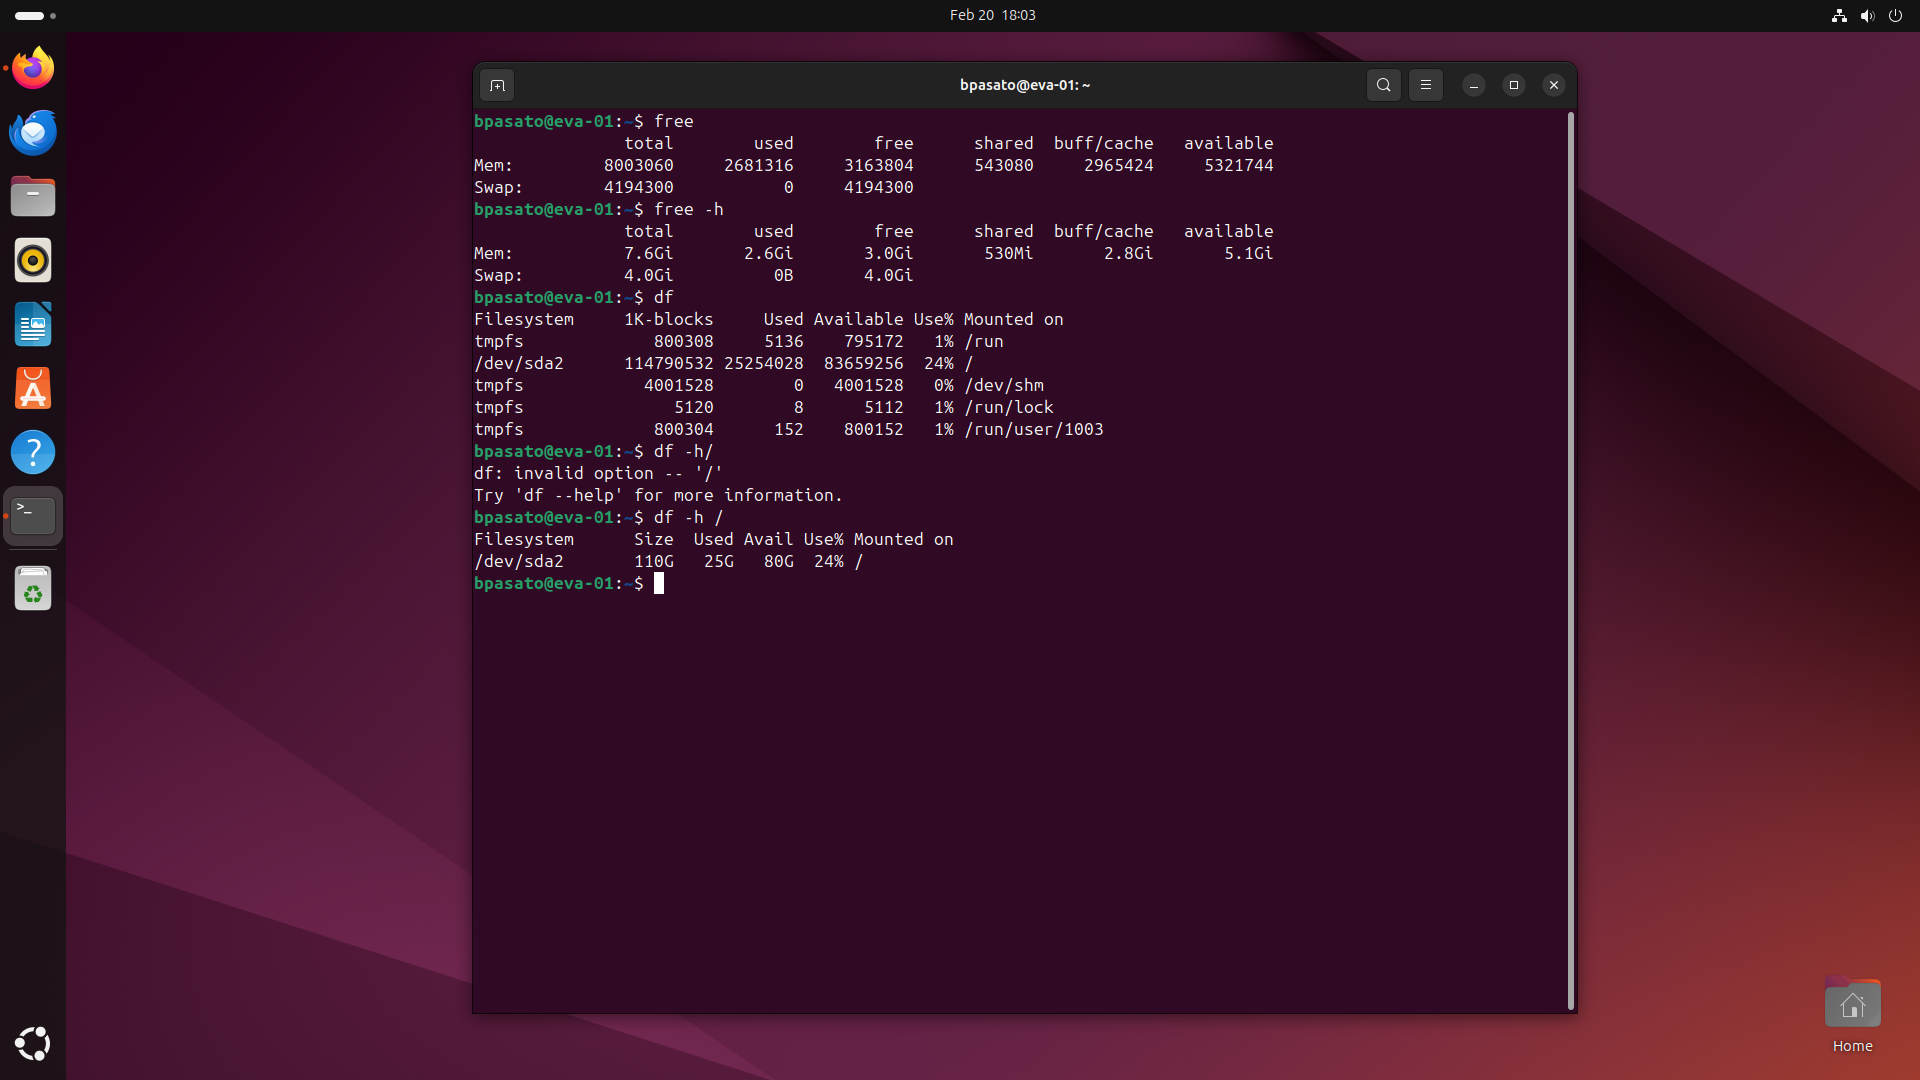 Feb 20  18:03
bpasato@eva-01: ~
bpasato@eva-01:~$ free
               total        used        free      shared  buff/cache   available
Mem:         8003060     2681316     3163804      543080     2965424     5321744
Swap:        4194300           0     4194300
bpasato@eva-01:~$ free -h
               total        used        free      shared  buff/cache   available
Mem:           7.6Gi       2.6Gi       3.0Gi       530Mi       2.8Gi       5.1Gi
Swap:          4.0Gi          0B       4.0Gi
bpasato@eva-01:~$ df
Filesystem     1K-blocks     Used Available Use% Mounted on
tmpfs             800308     5136    795172   1% /run
/dev/sda2      114790532 25254028  83659256  24% /
tmpfs            4001528        0   4001528   0% /dev/shm
tmpfs               5120        8      5112   1% /run/lock
tmpfs             800304      152    800152   1% /run/user/1003
bpasato@eva-01:~$ df -h/
df: invalid option -- '/'
Try 'df --help' for more information.
bpasato@eva-01:~$ df -h /
Filesystem      Size  Used Avail Use% Mounted on
/dev/sda2       110G   25G   80G  24% /
bpasato@eva-01:~$
Home